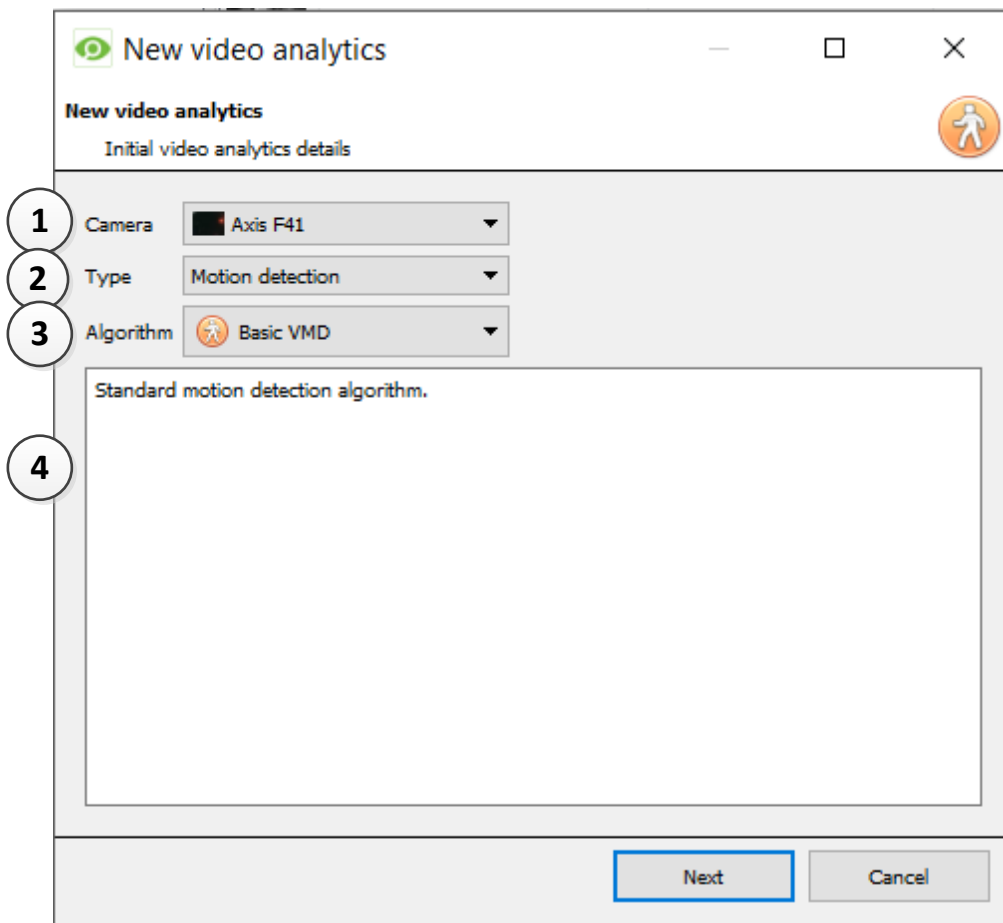 New video analytics
New video analytics
Initial video analytics details
1 Camera Axis F41
2 Type Motion detection
3 Algorithm Basic VMD
Standard motion detection algorithm.
4
Next Cancel